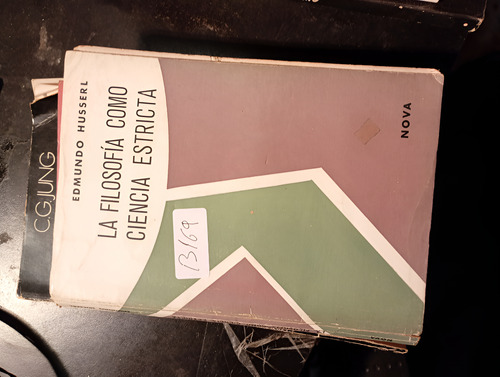 EDMUNDO HUSSERL
LA FILOSOFÍA COMO
CIENCIA ESTRICTA
13169
NOVA
C.G.JUNG